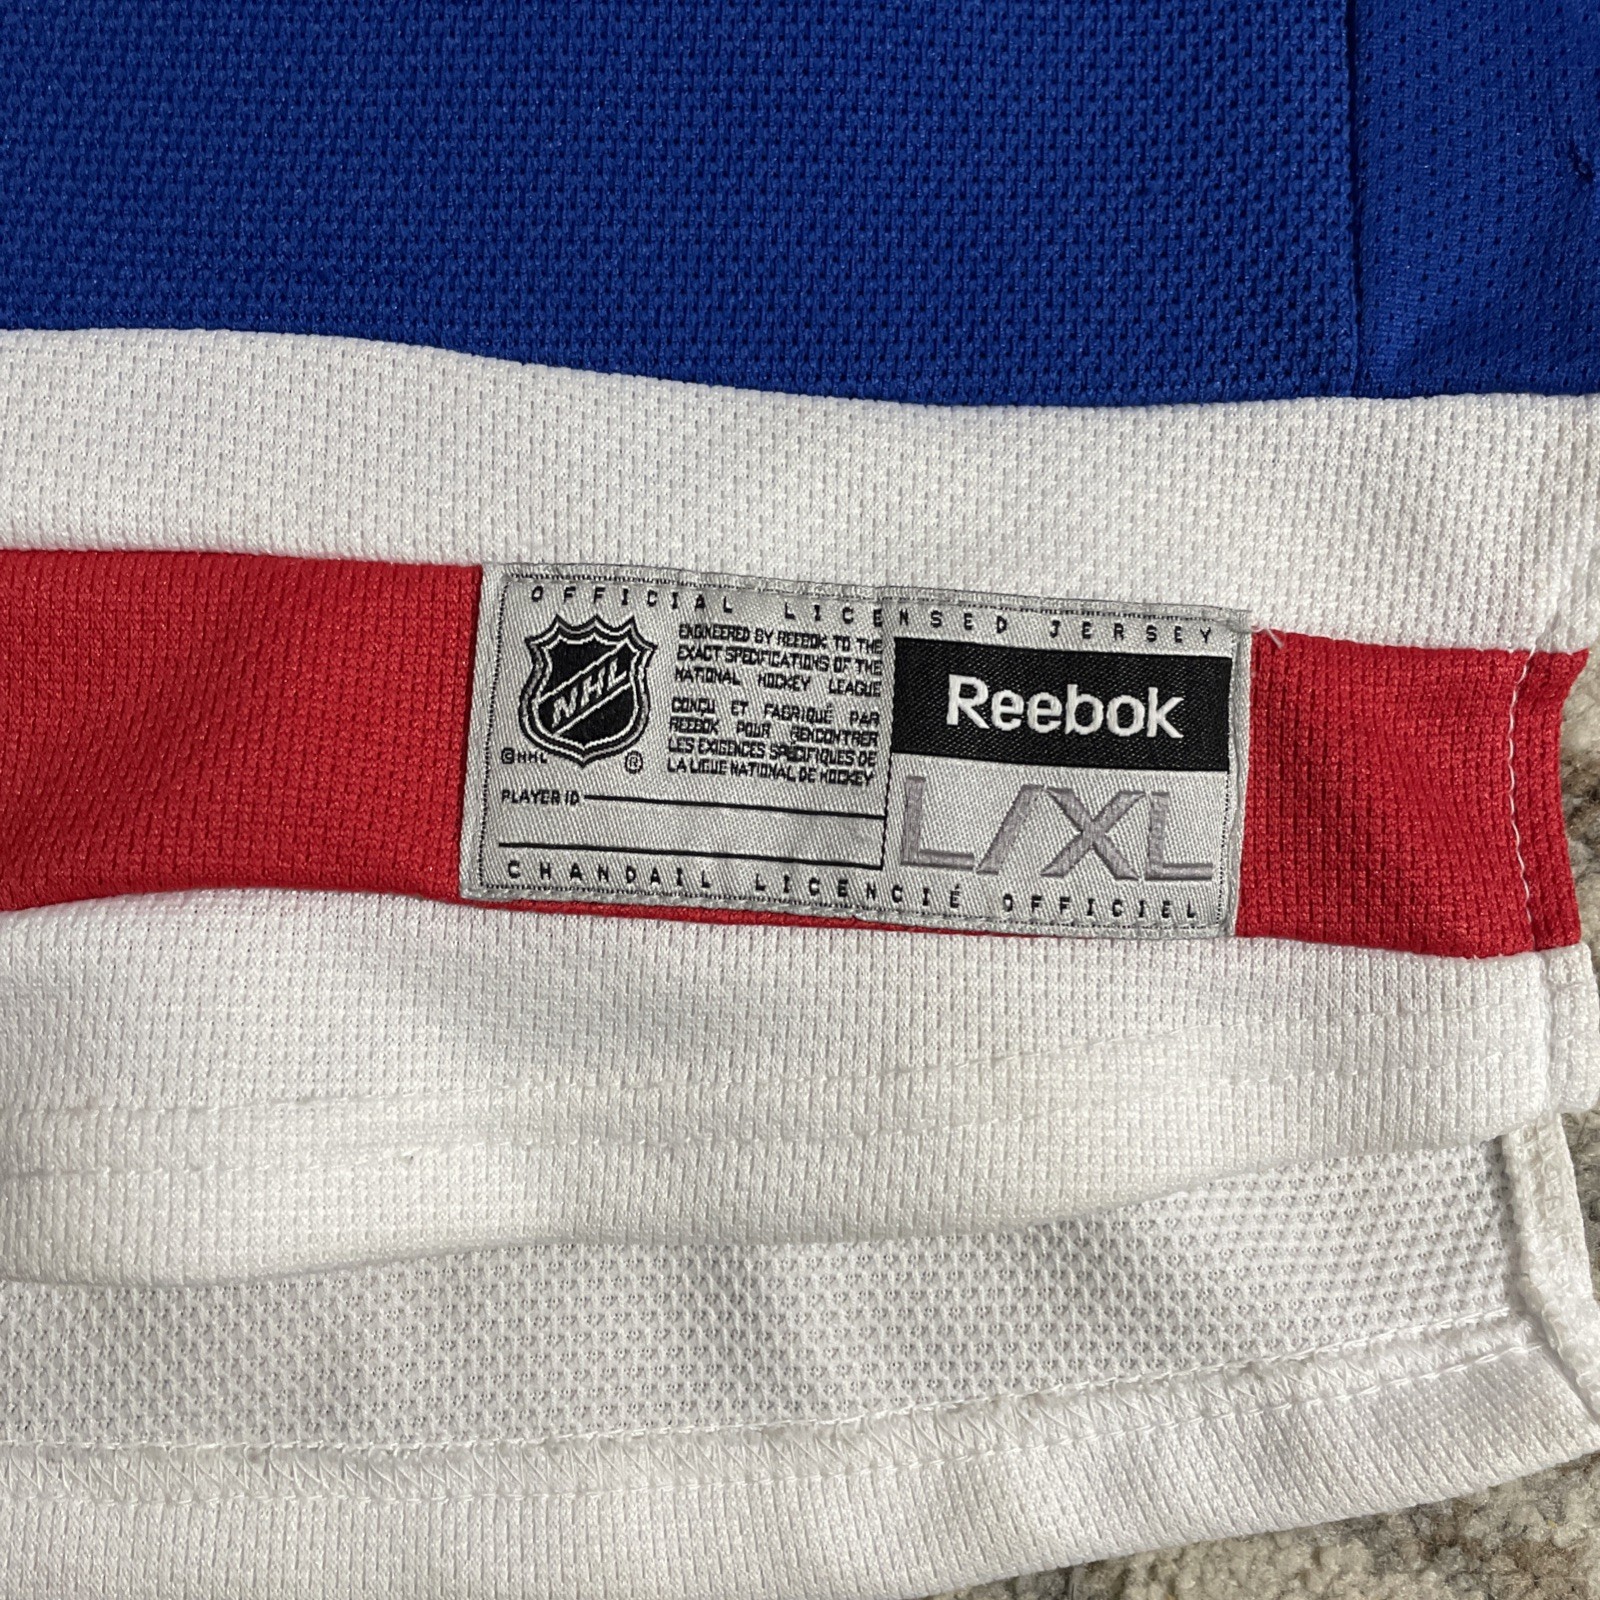 OFFICIAL LICENSED JERSEY
NHL
©NHL
®
ENGINEERED BY REEBOK TO THE
EXACT SPECIFICATIONS OF THE
NATIONAL HOCKEY LEAGUE
CONÇU ET FABRIQUÉ PAR
REEBOK POUR RENCONTRER
LES EXIGENCES SPÉCIFIQUES DE
LA LIGUE NATIONAL DE HOCKEY
PLAYER ID
Reebok
L/XL
CHANDAIL LICENCIÉ OFFICIEL